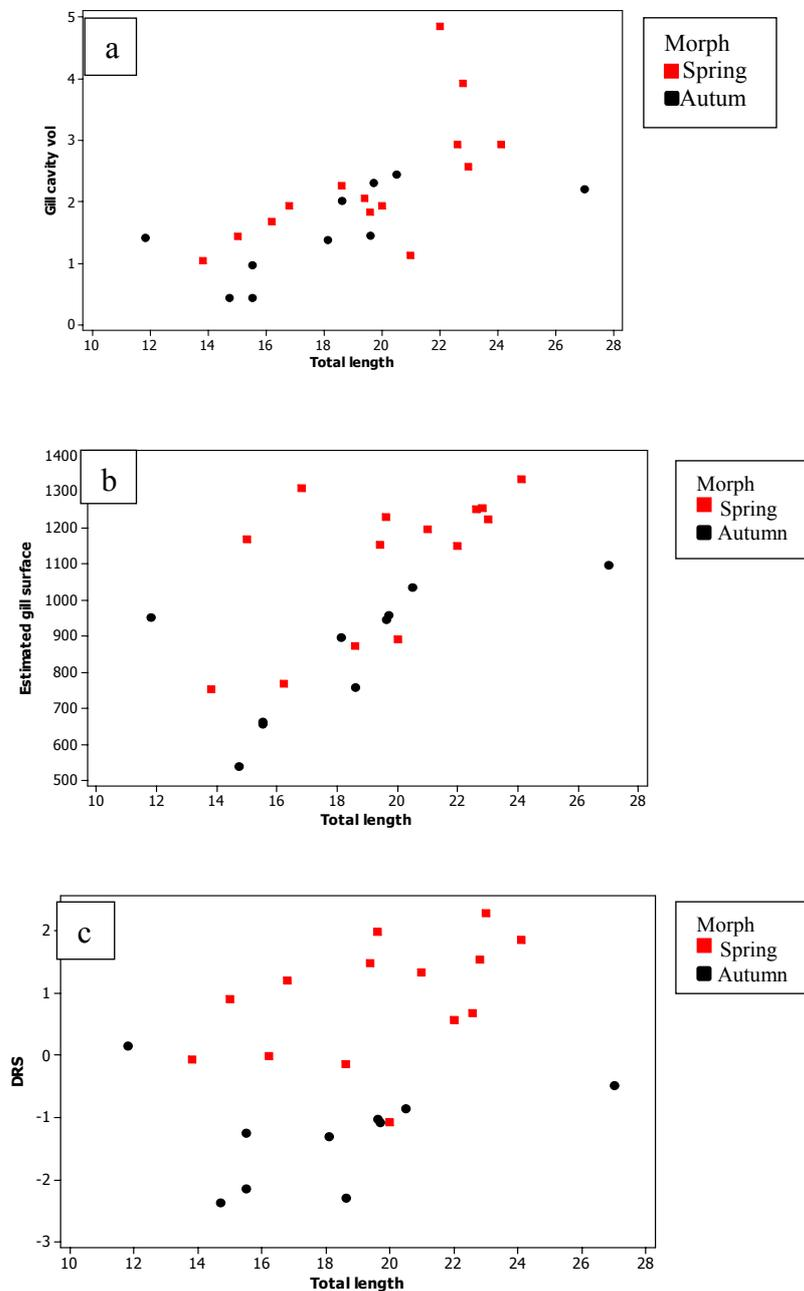 a
Morph
Spring
Autum
5
4
3
2
1
0
Gill cavity vol
10 12 14 16 18 20 22 24 26 28
Total length
b
Morph
Spring
Autumn
1400
1300
1200
1100
1000
900
800
700
600
500
Estimated gill surface
10 12 14 16 18 20 22 24 26 28
Total length
c
Morph
Spring
Autumn
2
1
0
-1
-2
-3
DRS
10 12 14 16 18 20 22 24 26 28
Total length